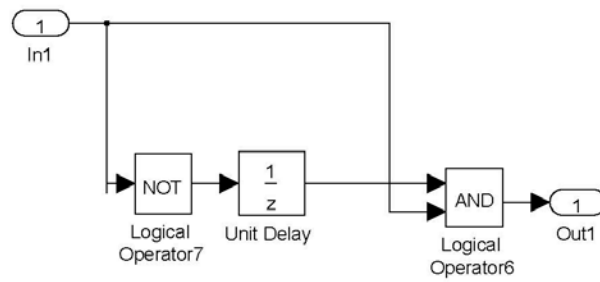 1
In1
NOT
Logical
Operator7
1
z
Unit Delay
AND
Logical
Operator6
1
Out1